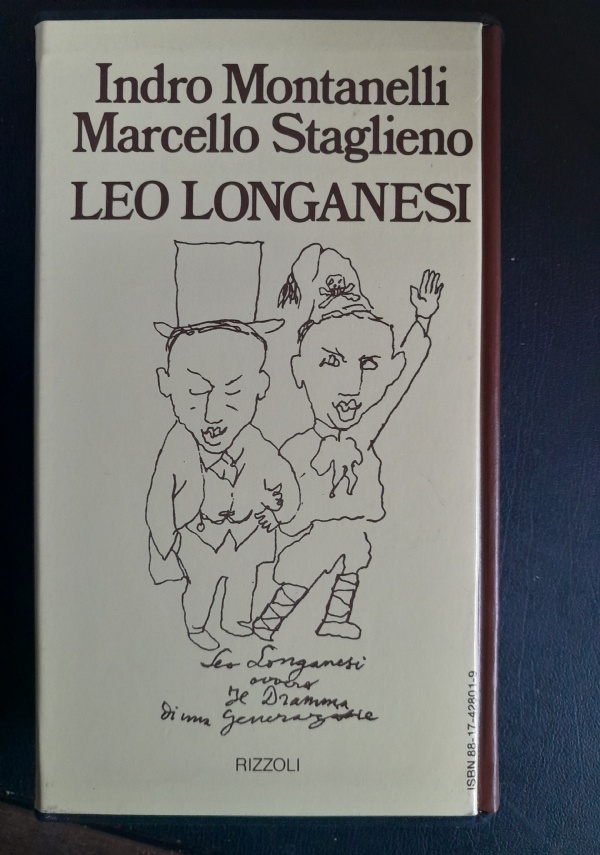 Indro Montanelli
Marcello Staglieno
LEO LONGANESI
Leo Longanesi
ovvero
Il Dramma
di una Generazione
RIZZOLI
ISBN 88-17-42801-9